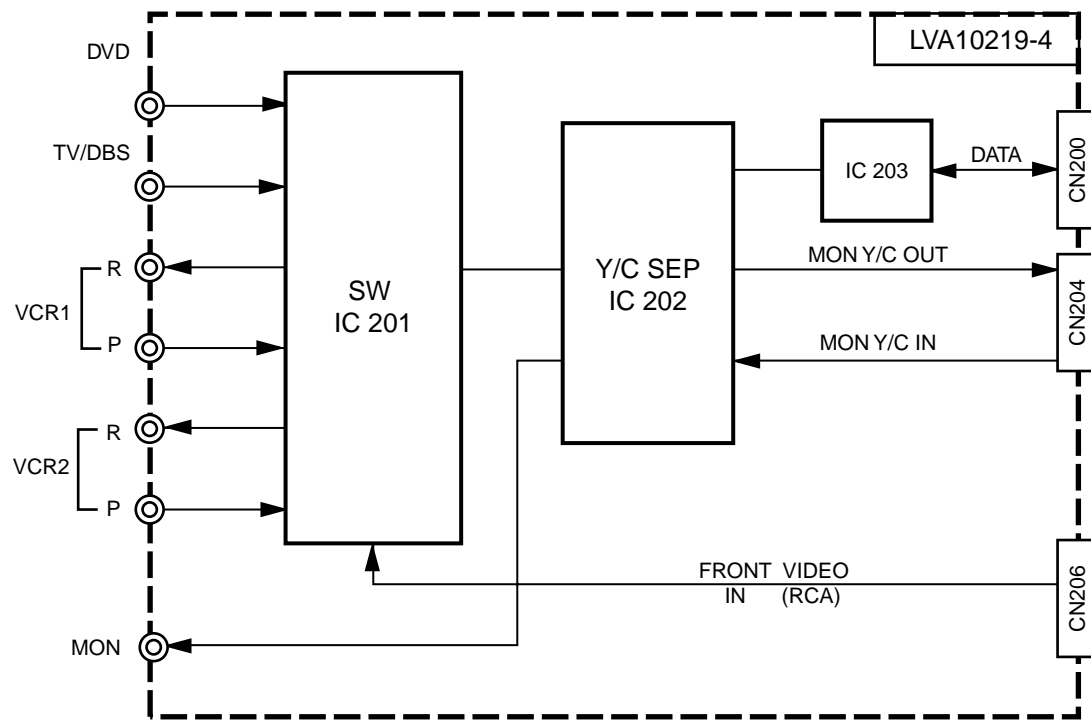 LVA10219-4
DVD
TV/DBS
VCR1
R
P
VCR2
R
P
MON
SW
IC 201
Y/C SEP
IC 202
IC 203
DATA
MON Y/C OUT
MON Y/C IN
FRONT VIDEO
IN (RCA)
CN200
CN204
CN206